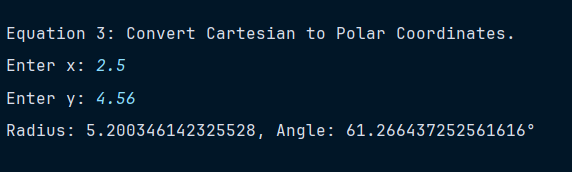 Equation 3: Convert Cartesian to Polar Coordinates.
Enter x: 2.5
Enter y: 4.56
Radius: 5.200346142325528, Angle: 61.266437252561616°